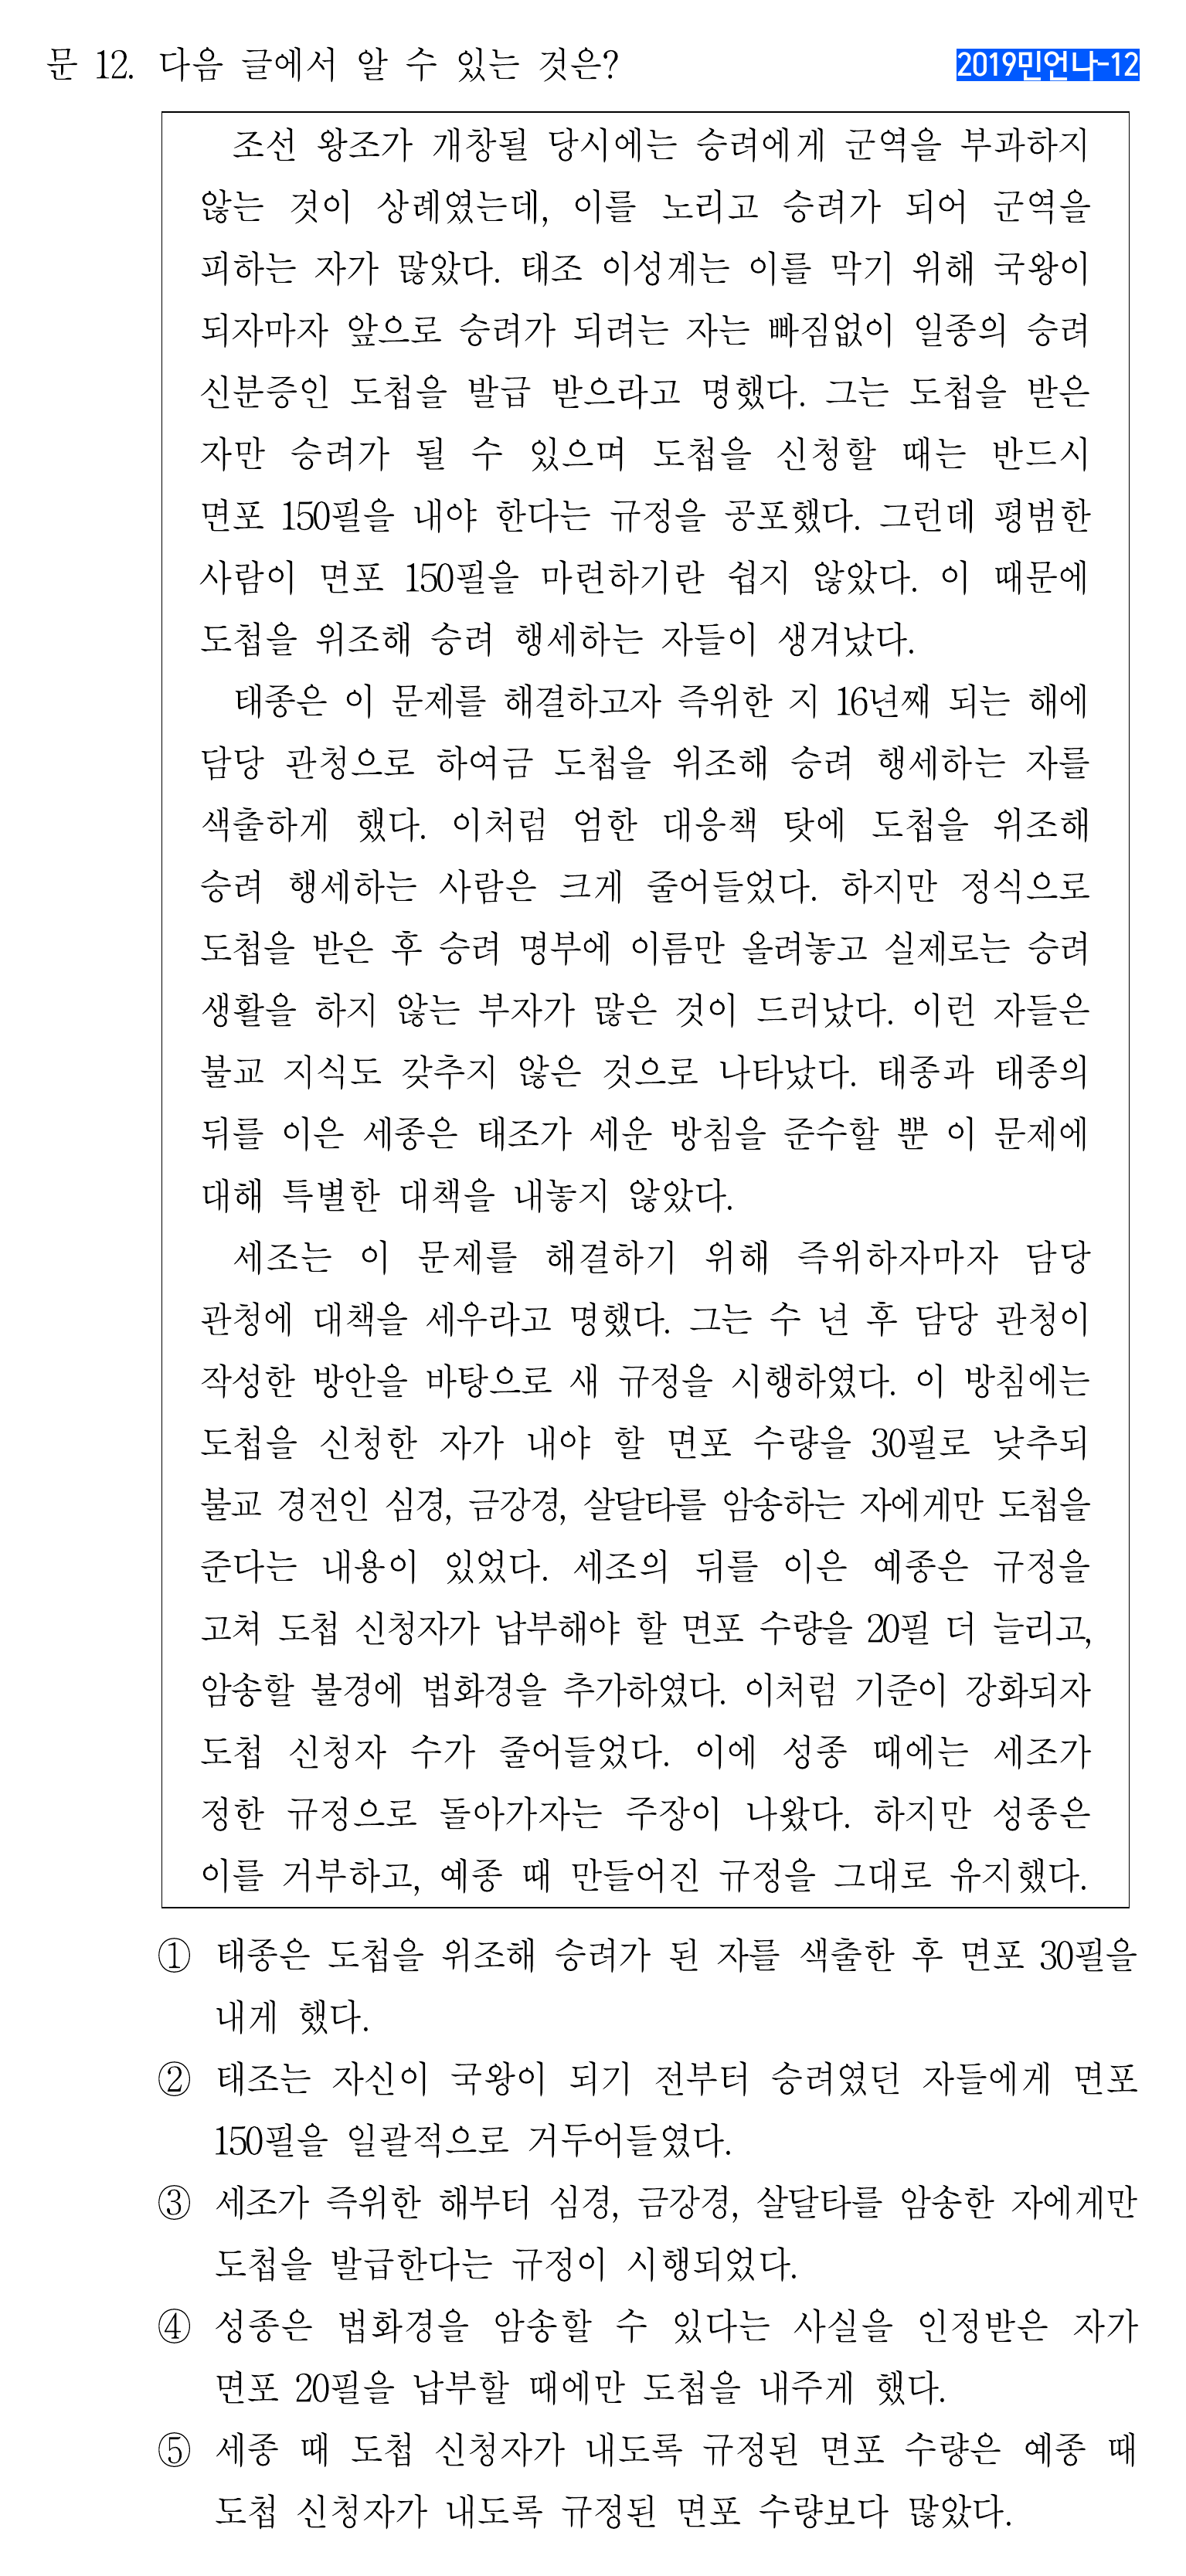 문 12. 다음 글에서 알 수 있는 것은?
2019민언나-12
조선 왕조가 개창될 당시에는 승려에게 군역을 부과하지
않는 것이 상례였는데, 이를 노리고 승려가 되어 군역을
피하는 자가 많았다. 태조 이성계는 이를 막기 위해 국왕이
되자마자 앞으로 승려가 되려는 자는 빠짐없이 일종의 승려
신분증인 도첩을 발급 받으라고 명했다. 그는 도첩을 받은
자만 승려가 될 수 있으며 도첩을 신청할 때는 반드시
면포 150필을 내야 한다는 규정을 공포했다. 그런데 평범한
사람이 면포 150필을 마련하기란 쉽지 않았다. 이 때문에
도첩을 위조해 승려 행세하는 자들이 생겨났다.
태종은 이 문제를 해결하고자 즉위한 지 16년째 되는 해에
담당 관청으로 하여금 도첩을 위조해 승려 행세하는 자를
색출하게 했다. 이처럼 엄한 대응책 탓에 도첩을 위조해
승려 행세하는 사람은 크게 줄어들었다. 하지만 정식으로
도첩을 받은 후 승려 명부에 이름만 올려놓고 실제로는 승려
생활을 하지 않는 부자가 많은 것이 드러났다. 이런 자들은
불교 지식도 갖추지 않은 것으로 나타났다. 태종과 태종의
뒤를 이은 세종은 태조가 세운 방침을 준수할 뿐 이 문제에
대해 특별한 대책을 내놓지 않았다.
세조는 이 문제를 해결하기 위해 즉위하자마자 담당
관청에 대책을 세우라고 명했다. 그는 수 년 후 담당 관청이
작성한 방안을 바탕으로 새 규정을 시행하였다. 이 방침에는
도첩을 신청한 자가 내야 할 면포 수량을 30필로 낮추되
불교 경전인 심경, 금강경, 살달타를 암송하는 자에게만 도첩을
준다는 내용이 있었다. 세조의 뒤를 이은 예종은 규정을
고쳐 도첩 신청자가 납부해야 할 면포 수량을 20필 더 늘리고,
암송할 불경에 법화경을 추가하였다. 이처럼 기준이 강화되자
도첩 신청자 수가 줄어들었다. 이에 성종 때에는 세조가
정한 규정으로 돌아가자는 주장이 나왔다. 하지만 성종은
이를 거부하고, 예종 때 만들어진 규정을 그대로 유지했다.
① 태종은 도첩을 위조해 승려가 된 자를 색출한 후 면포 30필을
내게 했다.
② 태조는 자신이 국왕이 되기 전부터 승려였던 자들에게 면포
150필을 일괄적으로 거두어들였다.
③ 세조가 즉위한 해부터 심경, 금강경, 살달타를 암송한 자에게만
도첩을 발급한다는 규정이 시행되었다.
④ 성종은 법화경을 암송할 수 있다는 사실을 인정받은 자가
면포 20필을 납부할 때에만 도첩을 내주게 했다.
⑤ 세종 때 도첩 신청자가 내도록 규정된 면포 수량은 예종 때
도첩 신청자가 내도록 규정된 면포 수량보다 많았다.